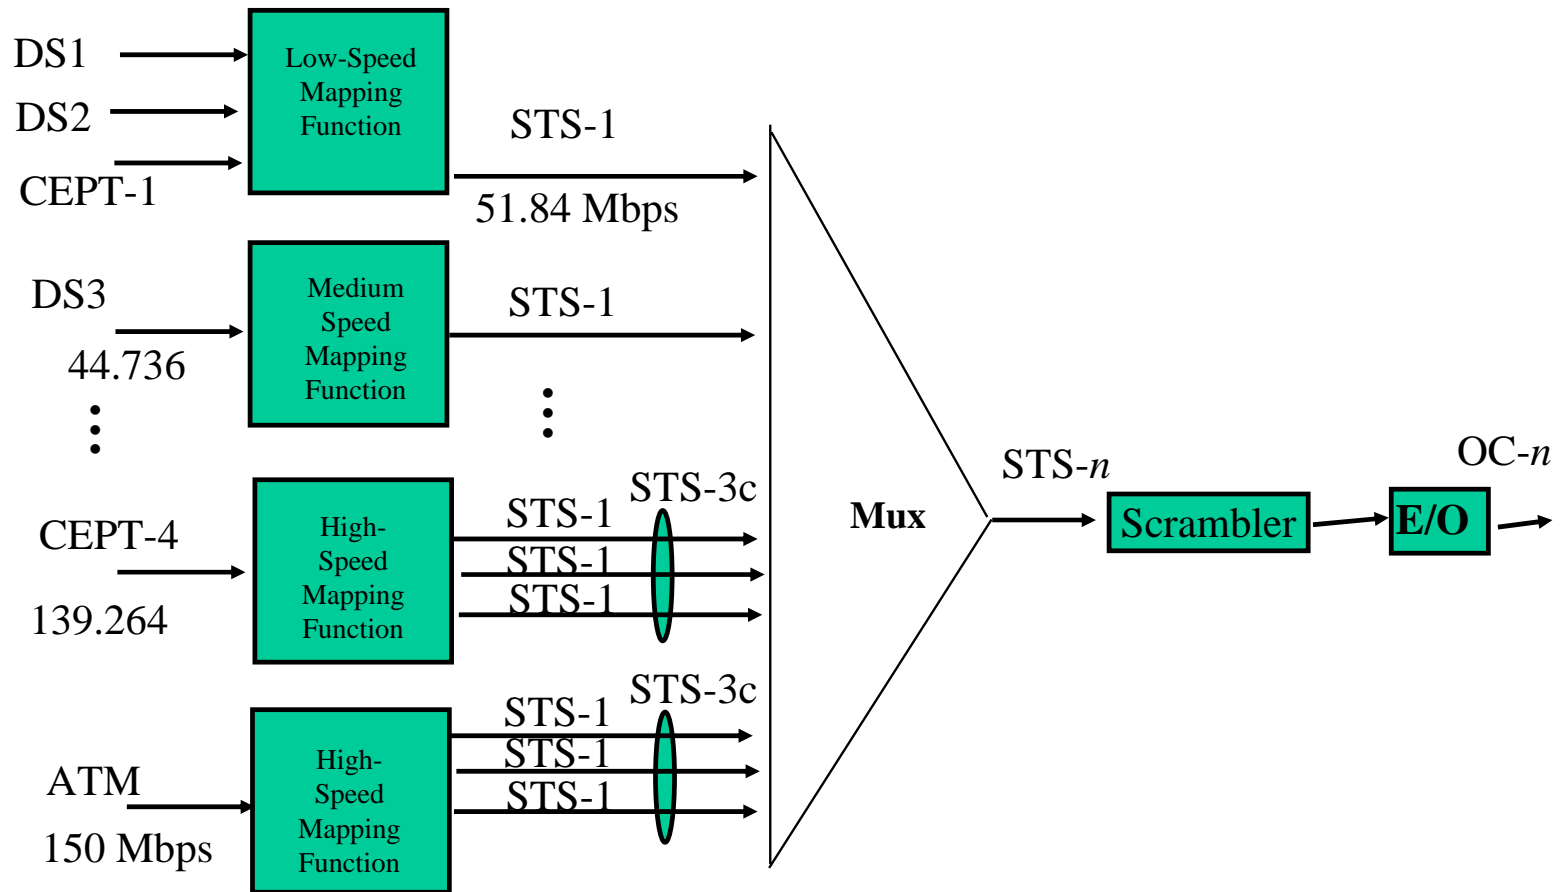 DS1
DS2
CEPT-1
Low-Speed
Mapping
Function
STS-1
51.84 Mbps
DS3
44.736
Medium
Speed
Mapping
Function
STS-1
CEPT-4
139.264
High-
Speed
Mapping
Function
STS-1
STS-1
STS-1
STS-3c
ATM
150 Mbps
High-
Speed
Mapping
Function
STS-1
STS-1
STS-1
STS-3c
Mux
STS-n
Scrambler
E/O
OC-n